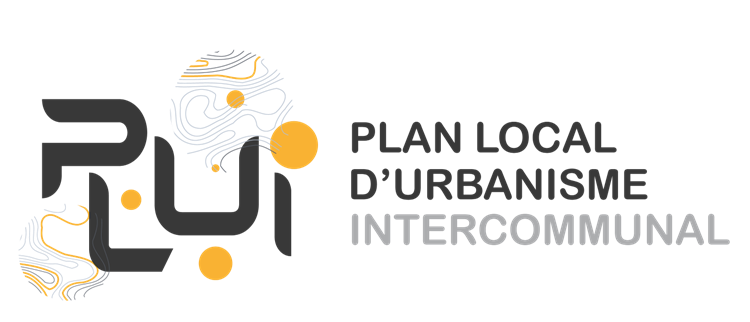 PLUi
PLAN LOCAL
D'URBANISME
INTERCOMMUNAL